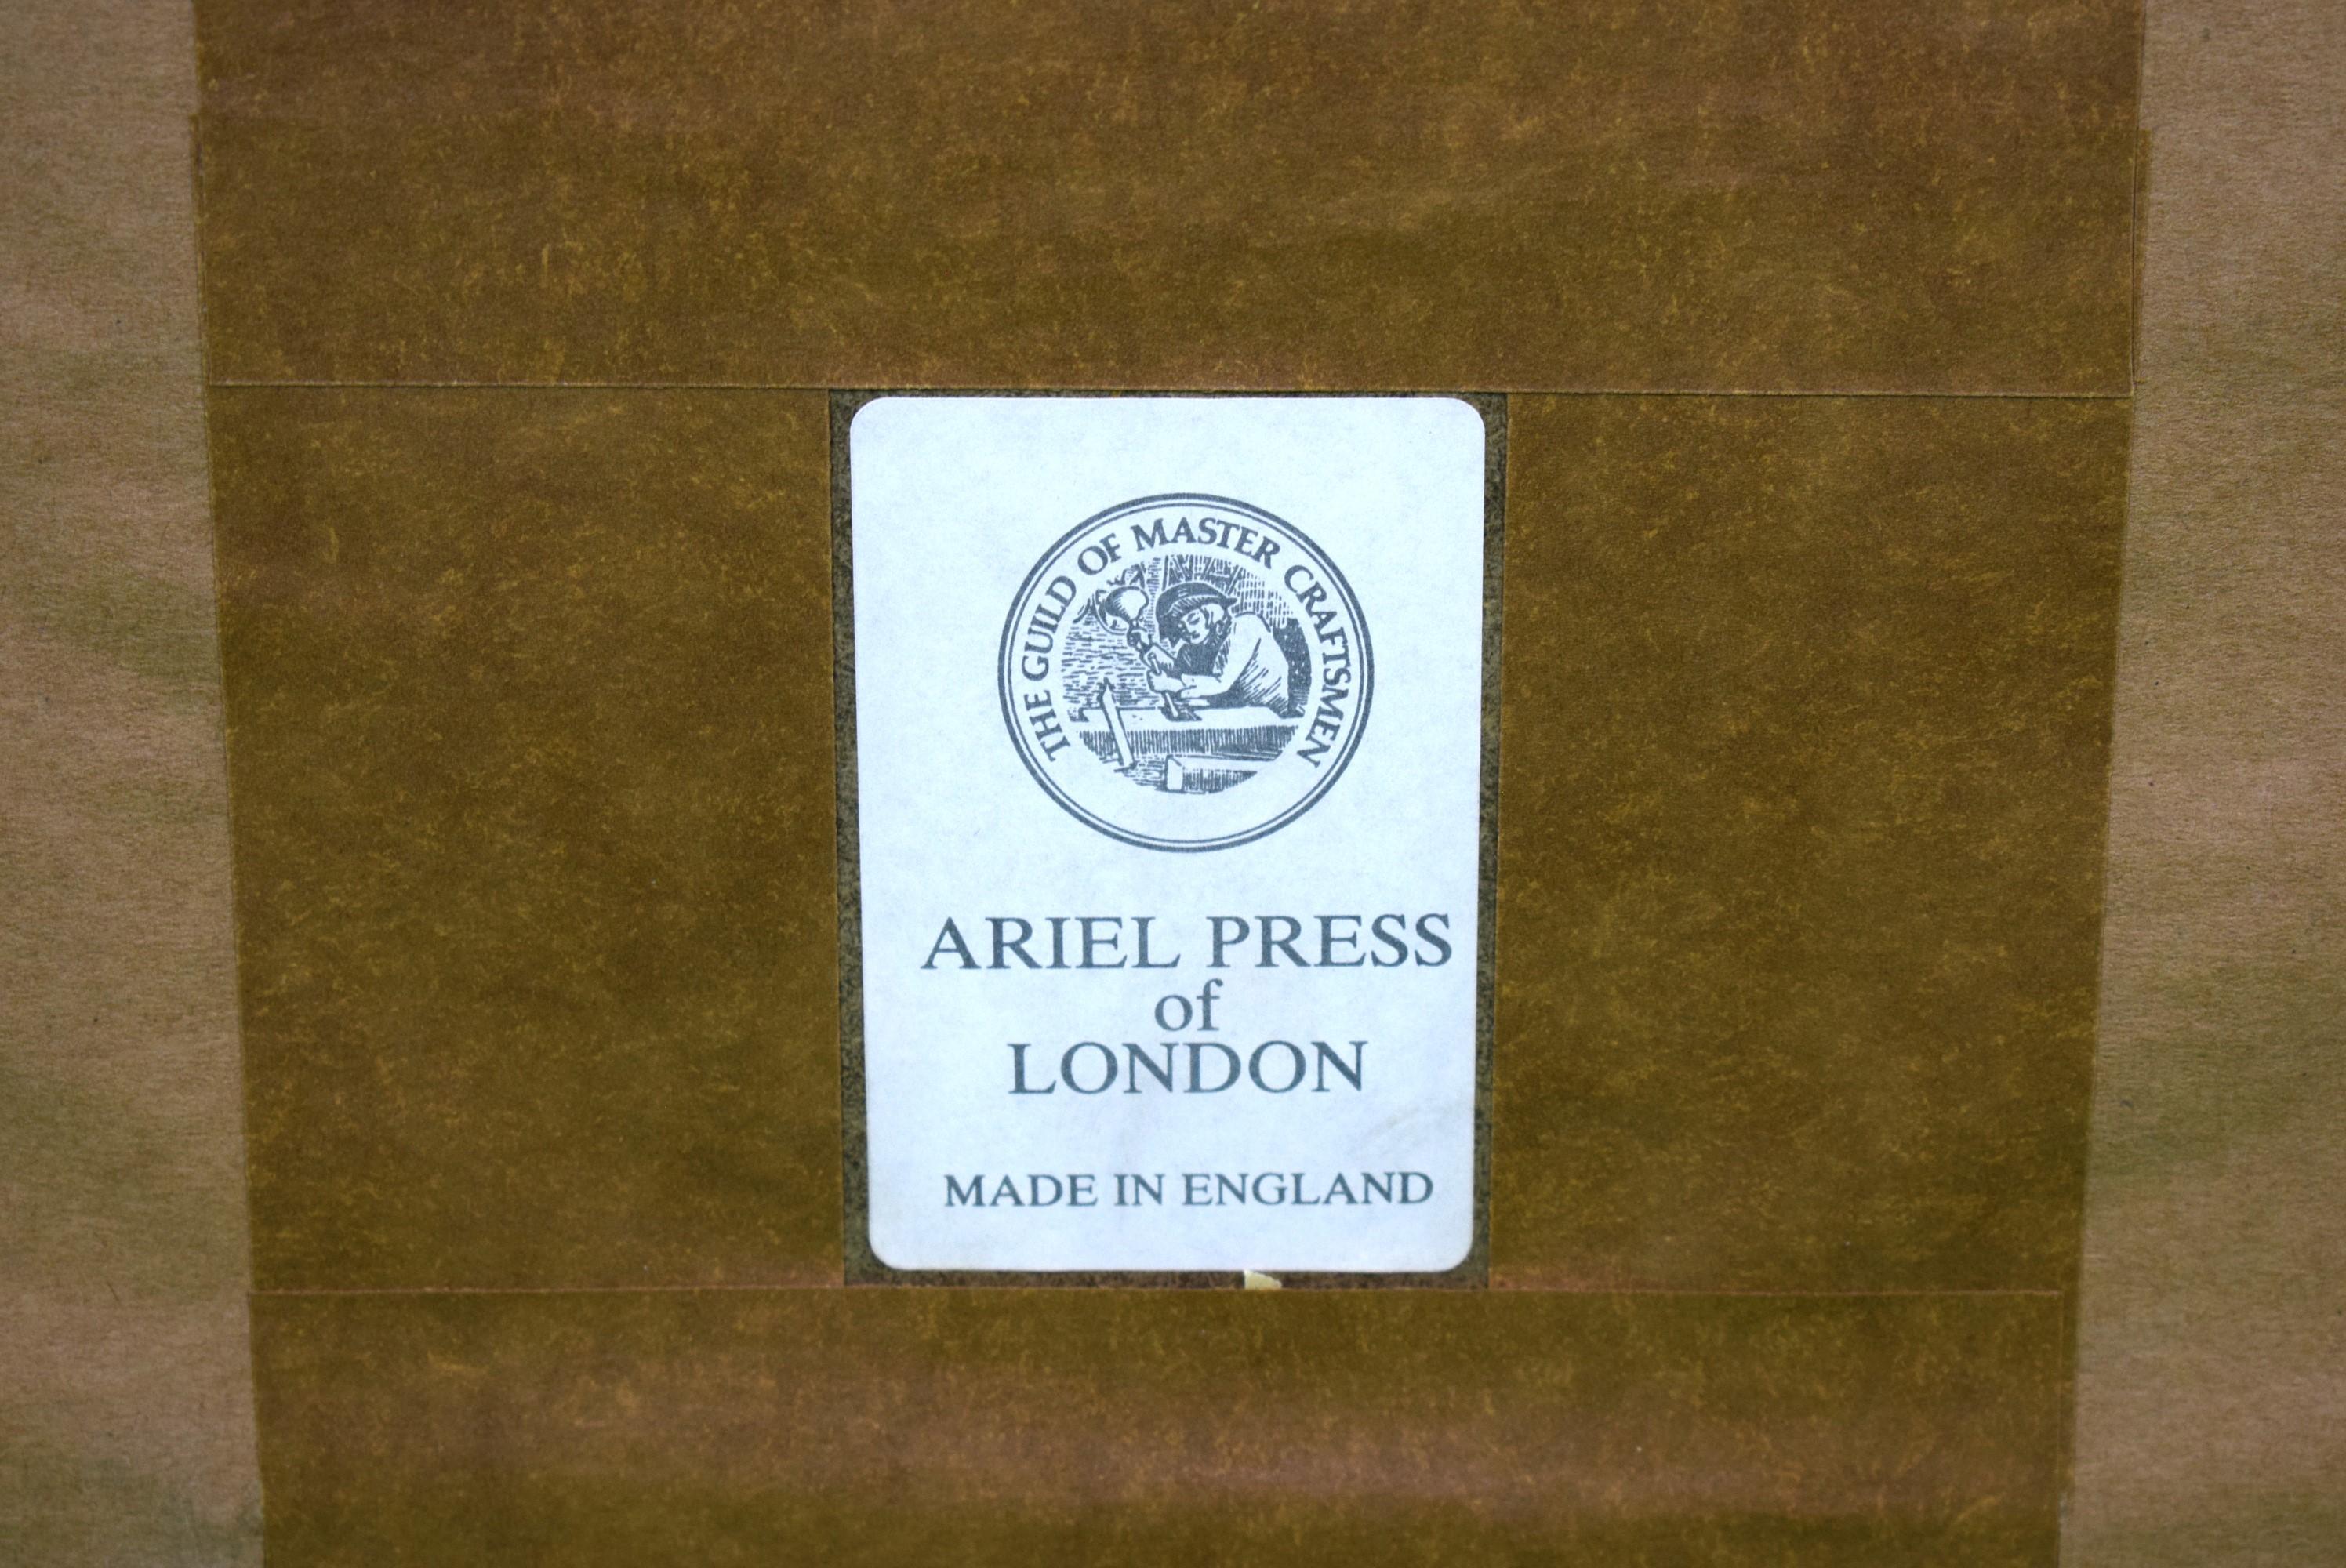 THE GUILD OF MASTER CRAFTSMEN
ARIEL PRESS
of
LONDON
MADE IN ENGLAND